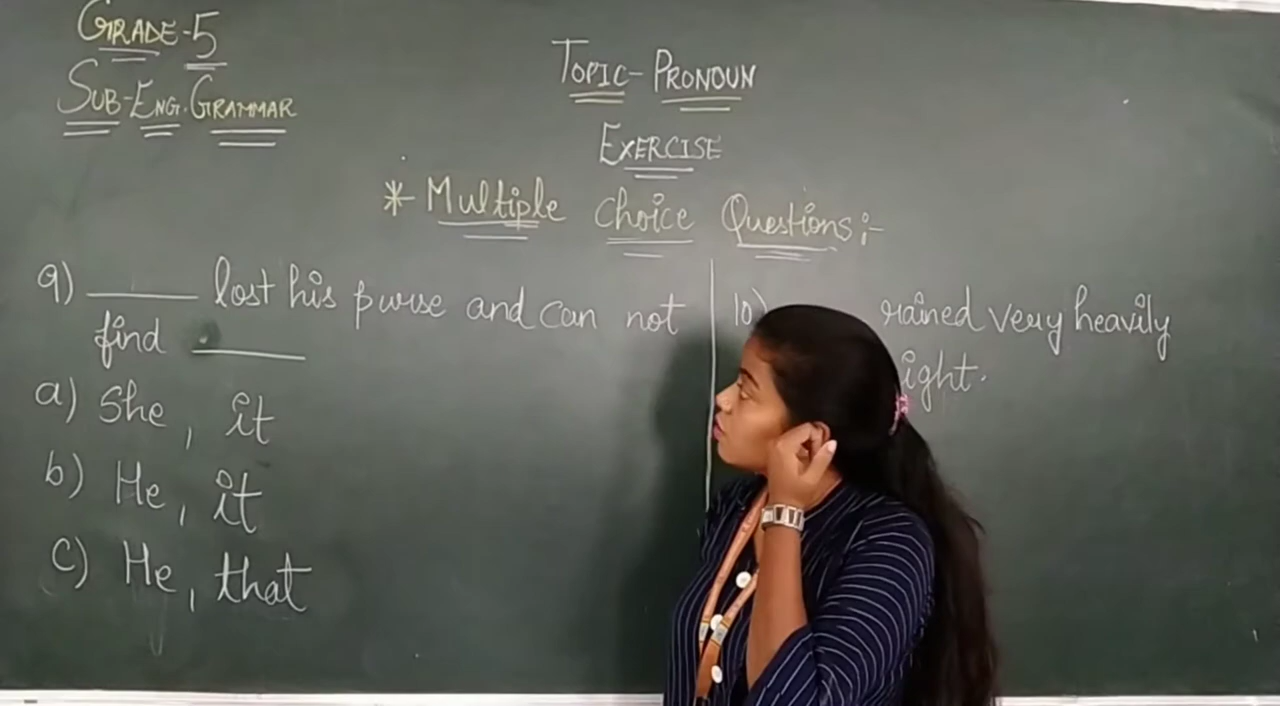 GRADE-5
SUB-ENG. GRAMMAR
TOPIC- PRONOUN
EXERCISE
* Multiple Choice Questions:-
9) ____ lost his purse and can not
find ____
a) She, it
b) He, it
c) He, that
10) rained very heavily
ight.